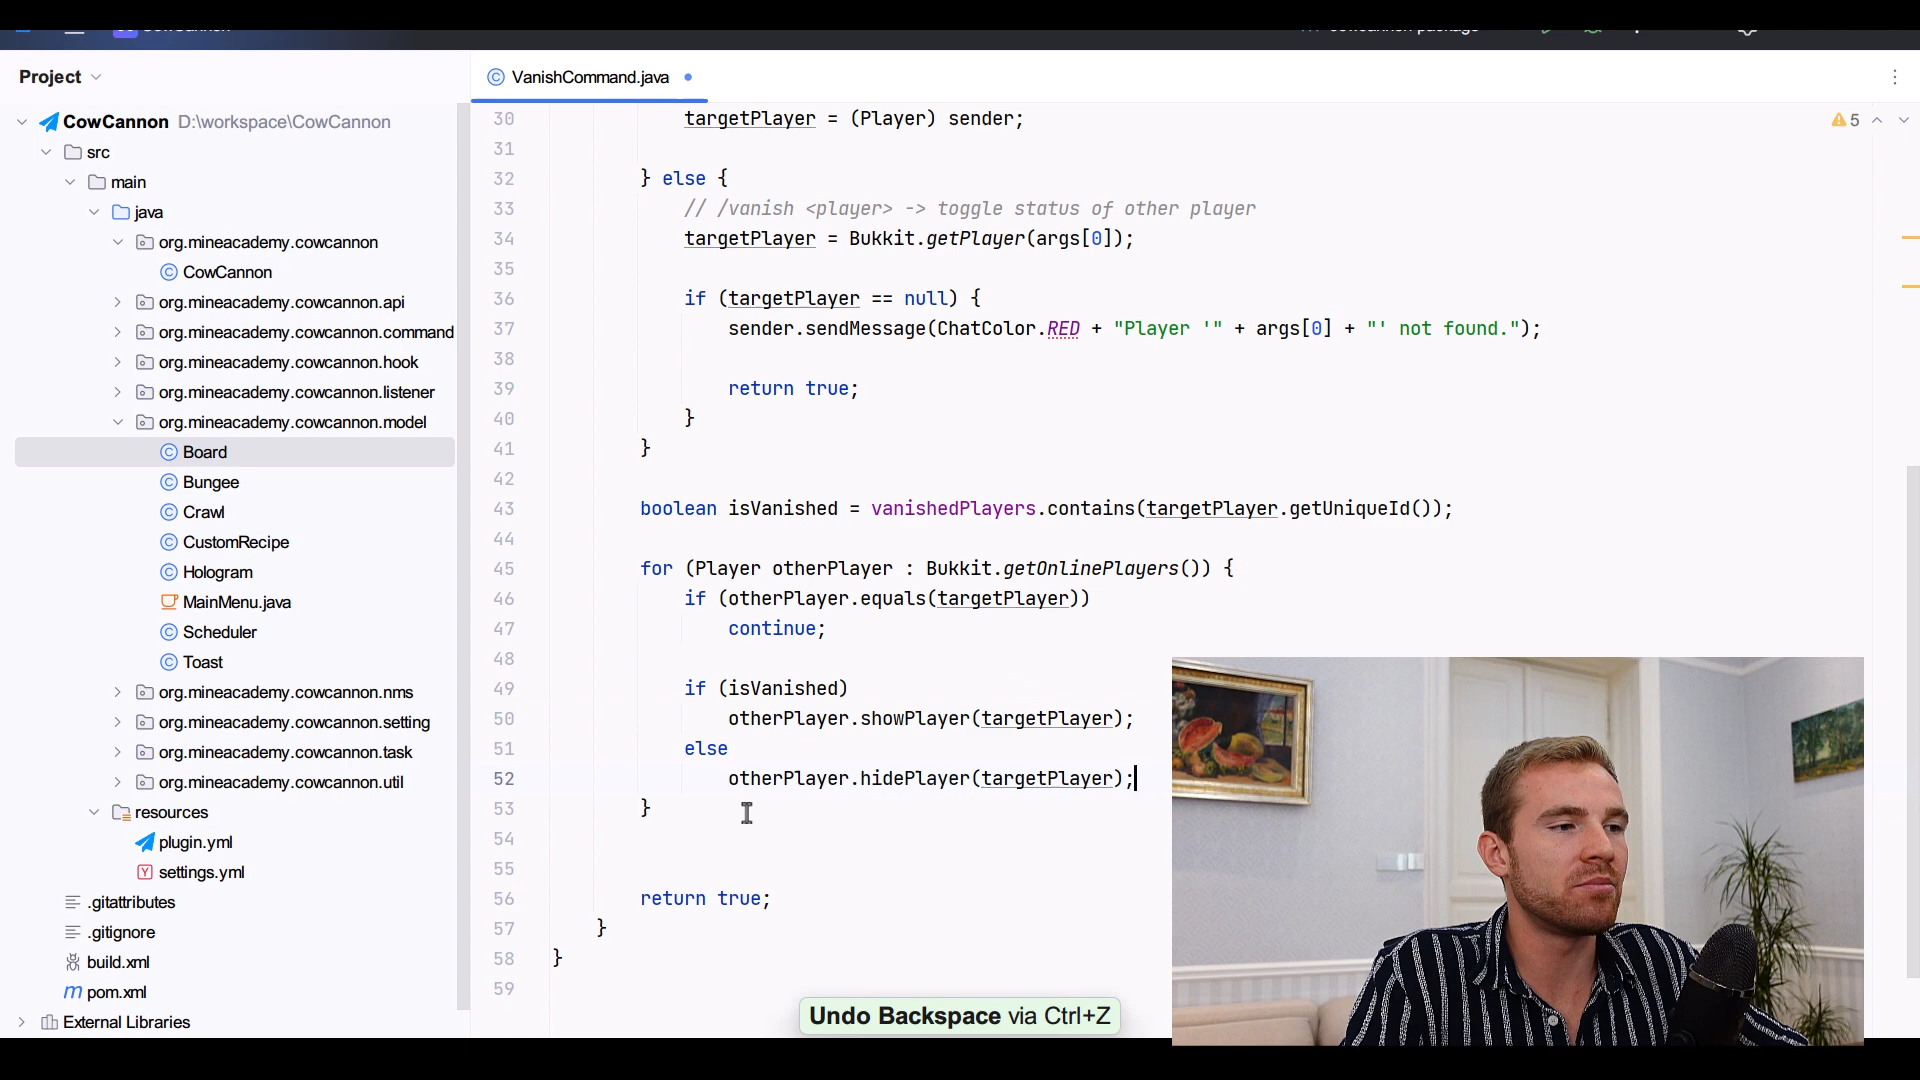 Project
VanishCommand.java
CowCannon D:\workspace\CowCannon
src
main
java
org.mineacademy.cowcannon
CowCannon
org.mineacademy.cowcannon.api
org.mineacademy.cowcannon.command
org.mineacademy.cowcannon.hook
org.mineacademy.cowcannon.listener
org.mineacademy.cowcannon.model
Board
Bungee
Crawl
CustomRecipe
Hologram
MainMenu.java
Scheduler
Toast
org.mineacademy.cowcannon.nms
org.mineacademy.cowcannon.setting
org.mineacademy.cowcannon.task
org.mineacademy.cowcannon.util
resources
plugin.yml
settings.yml
.gitattributes
.gitignore
build.xml
m pom.xml
External Libraries
5
30 targetPlayer = (Player) sender;
31
32 } else {
33 // /vanish <player> -> toggle status of other player
34 targetPlayer = Bukkit.getPlayer(args[0]);
35
36 if (targetPlayer == null) {
37 sender.sendMessage(ChatColor.RED + "Player '" + args[0] + "' not found.");
38
39 return true;
40 }
41 }
42
43 boolean isVanished = vanishedPlayers.contains(targetPlayer.getUniqueId());
44
45 for (Player otherPlayer : Bukkit.getOnlinePlayers()) {
46 if (otherPlayer.equals(targetPlayer))
47 continue;
48
49 if (isVanished)
50 otherPlayer.showPlayer(targetPlayer);
51 else
52 otherPlayer.hidePlayer(targetPlayer);
53 }
54
55
56 return true;
57 }
58 }
59
Undo Backspace via Ctrl+Z